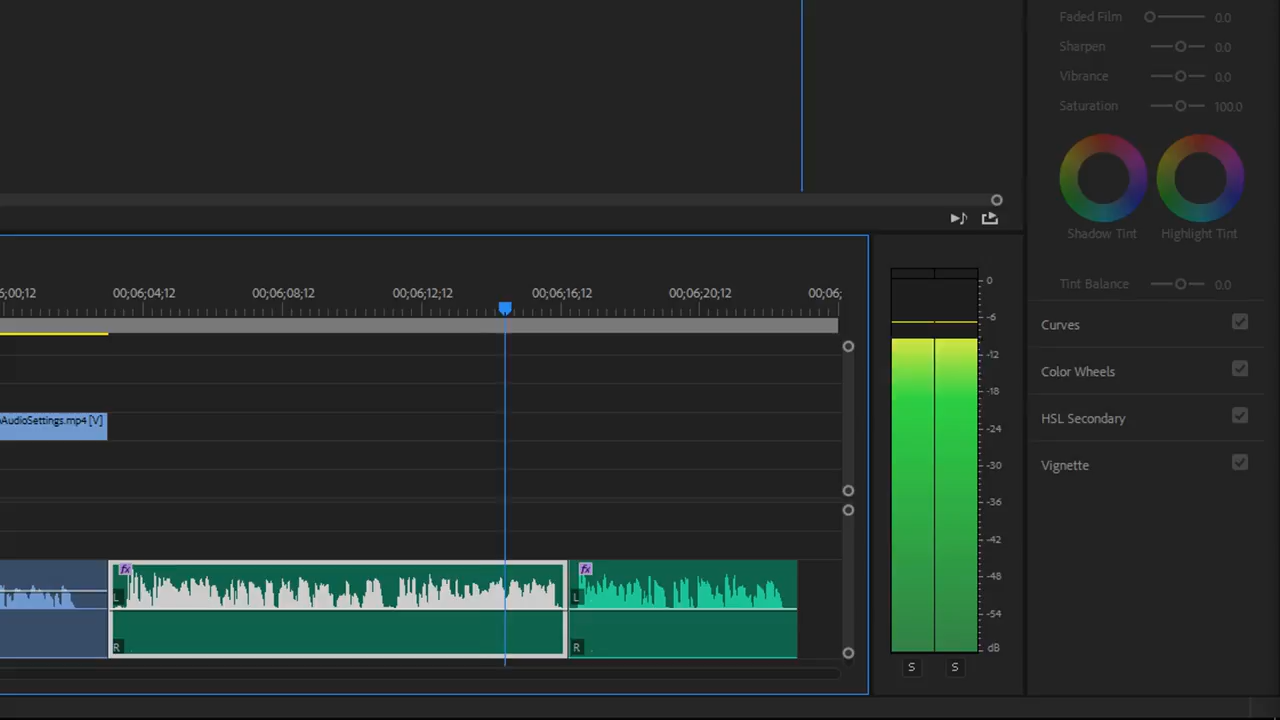 Faded Film 0.0
Sharpen 0.0
Vibrance 0.0
Saturation 100.0
Shadow Tint Highlight Tint
Tint Balance 0.0
Curves
Color Wheels
HSL Secondary
Vignette
00;06;04;12 00;06;08;12 00;06;12;12 00;06;16;12 00;06;20;12 00;06;
AudioSettings.mp4 [V]
fx fx
L L
R R
0
-6
-12
-18
-24
-30
-36
-42
-48
-54
dB
S S